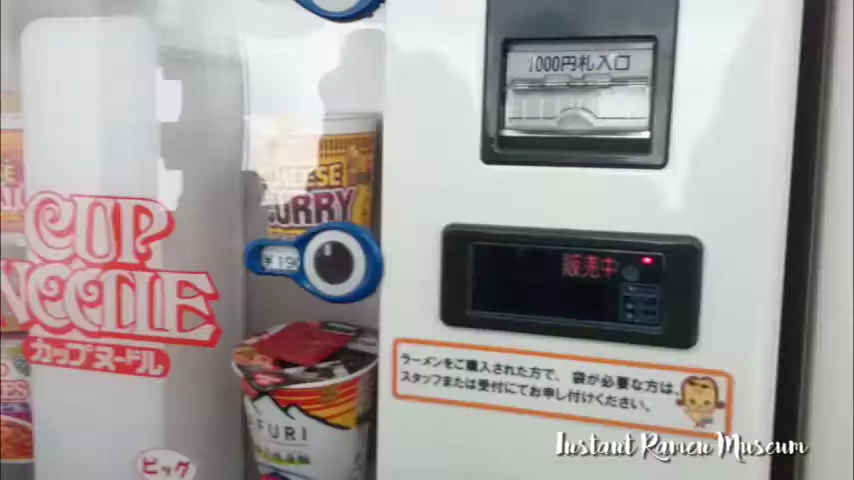 1000円札入口
CHEESE
CURRY
CUP
NOODLE
カップヌードル
¥190
販売中
ラーメンをご購入された方で、袋が必要な方は、
スタッフまたは受付にてお申し付けください。
AFURI
ビッグ
Instant Ramen Museum